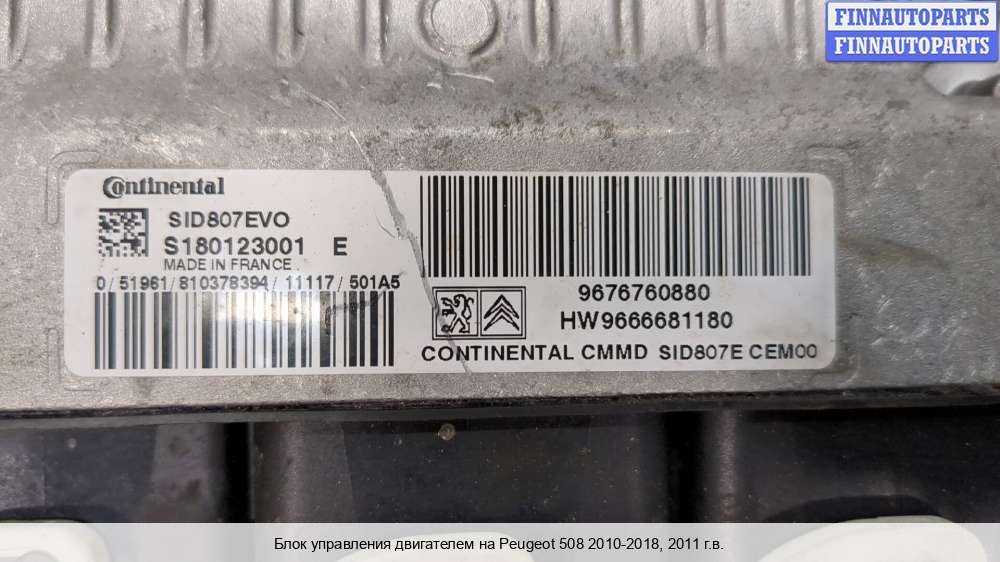 FINNAUTOPARTS
FINNAUTOPARTS
Continental
SID807EVO
S180123001 E
MADE IN FRANCE
0/ 51961/ 810378394/ 11117/ 501A5
9676760880
HW9666681180
CONTINENTAL CMMD SID807E CEM00
Блок управления двигателем на Peugeot 508 2010-2018, 2011 г.в.